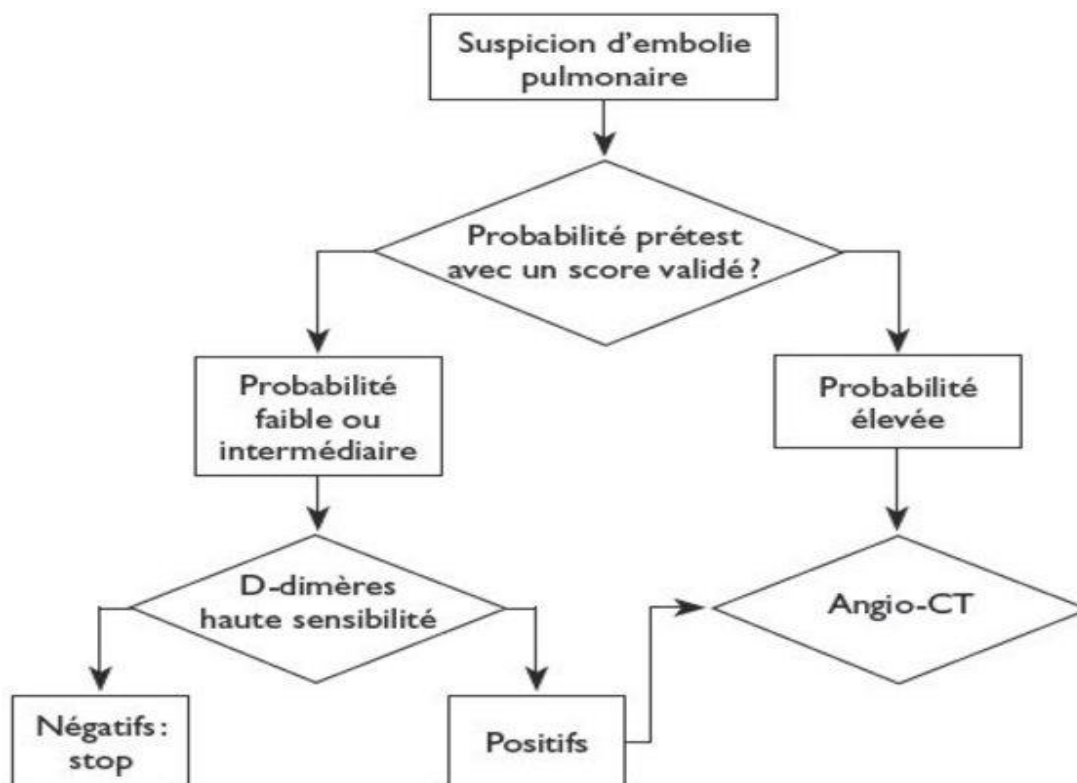 Suspicion d'embolie
pulmonaire
Probabilité prétest
avec un score validé ?
Probabilité
faible ou
intermédiaire
Probabilité
élevée
D-dimères
haute sensibilité
Angio-CT
Négatifs :
stop
Positifs